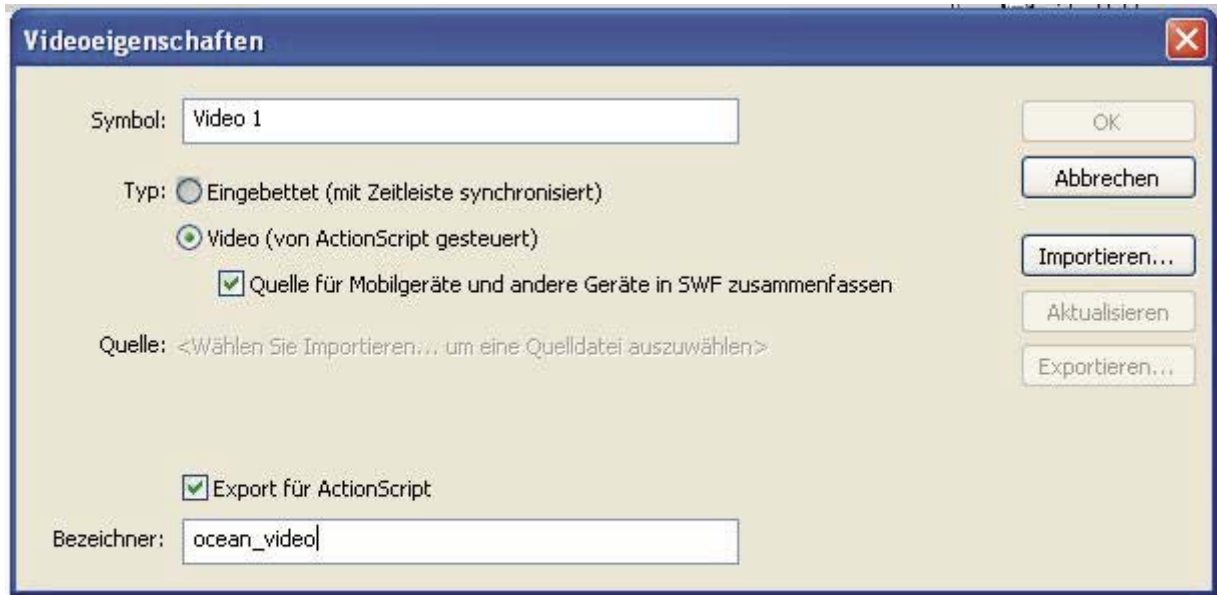 Videoeigenschaften
Symbol: Video 1
OK
Typ: Eingebettet (mit Zeitleiste synchronisiert)
Abbrechen
Video (von ActionScript gesteuert)
Importieren...
Quelle für Mobilgeräte und andere Geräte in SWF zusammenfassen
Aktualisieren
Quelle: <Wählen Sie Importieren... um eine Quelldatei auszuwählen>
Exportieren...
Export für ActionScript
Bezeichner: ocean_video